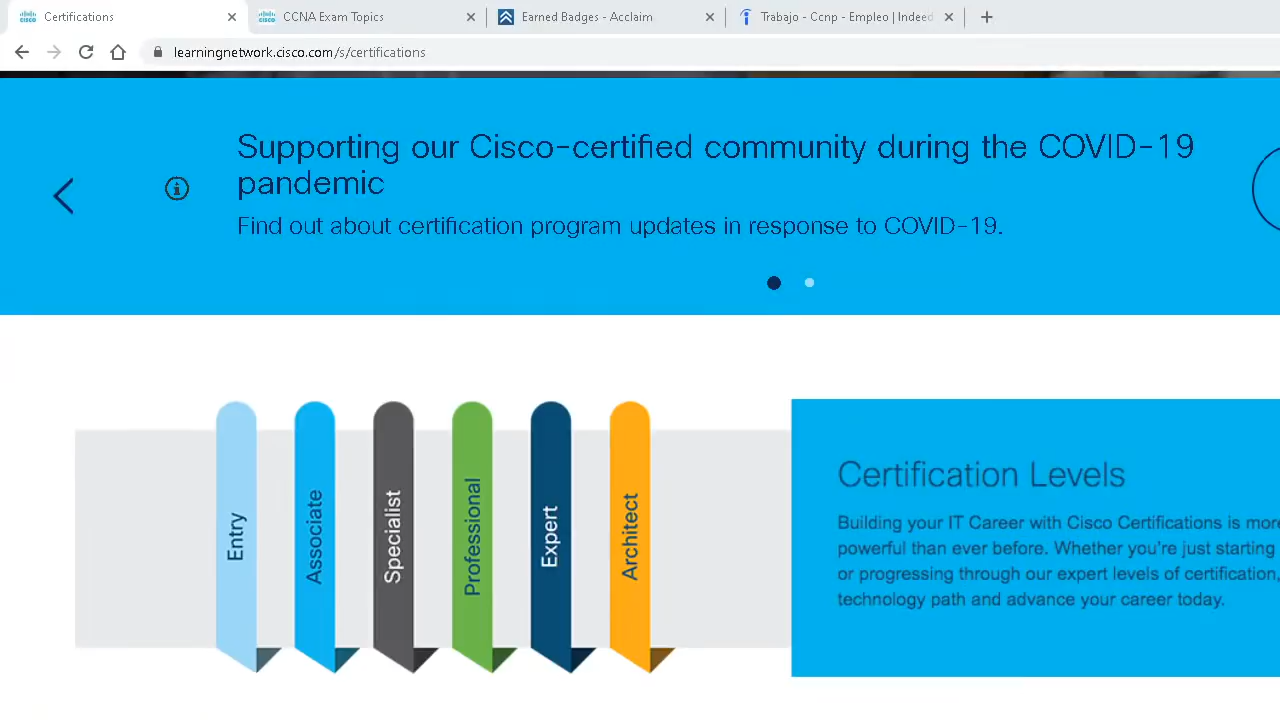 Certifications
CCNA Exam Topics
Earned Badges - Acclaim
Trabajo - Ccnp - Empleo | Indeed
learningnetwork.cisco.com/s/certifications
Supporting our Cisco-certified community during the COVID-19
pandemic
Find out about certification program updates in response to COVID-19.
Entry
Associate
Specialist
Professional
Expert
Architect
Certification Levels
Building your IT Career with Cisco Certifications is more
powerful than ever before. Whether you're just starting
or progressing through our expert levels of certification,
technology path and advance your career today.